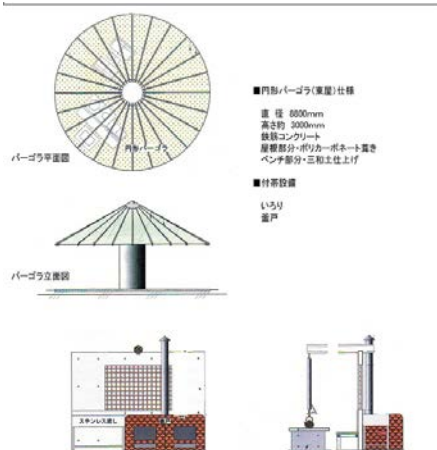 円形パーゴラ
パーゴラ平面図
■円形パーゴラ(東屋)仕様
直 径 8800mm
高さ約 3000mm
鉄筋コンクリート
屋根部分・ポリカーボネート葺き
ベンチ部分・三和土仕上げ
■付帯設備
いろり
釜戸
パーゴラ立面図
ステンレス流し